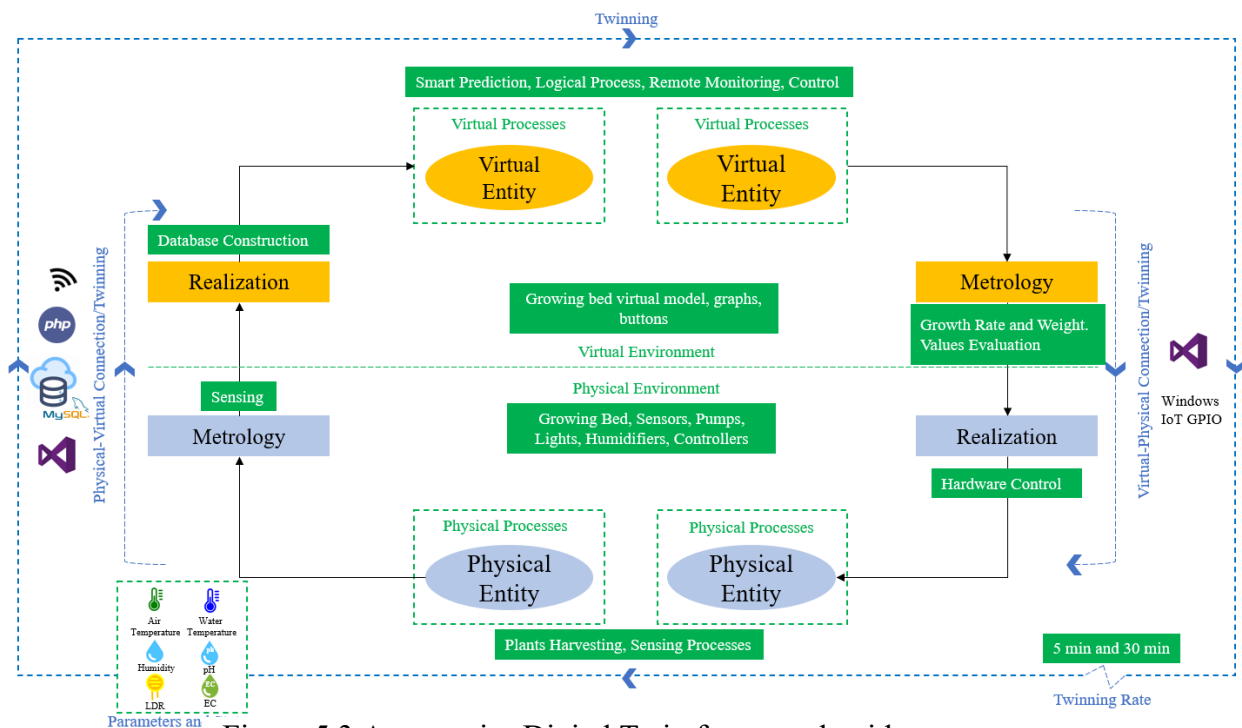 Twinning
Smart Prediction, Logical Process, Remote Monitoring, Control
Virtual Processes
Virtual
Entity
Virtual Processes
Virtual
Entity
Database Construction
Realization
Metrology
Growing bed virtual model, graphs,
buttons
Growth Rate and Weight.
Values Evaluation
Virtual Environment
Physical Environment
Sensing
Metrology
Growing Bed, Sensors, Pumps,
Lights, Humidifiers, Controllers
Realization
Hardware Control
Physical-Virtual Connection/Twinning
php
MySQL
Virtual-Physical Connection/Twinning
Windows
IoT GPIO
Physical Processes
Physical
Entity
Physical Processes
Physical
Entity
Plants Harvesting, Sensing Processes
5 min and 30 min
Twinning Rate
Air
Temperature
Water
Temperature
Humidity
ph
pH
LDR
EC
EC
Parameters an